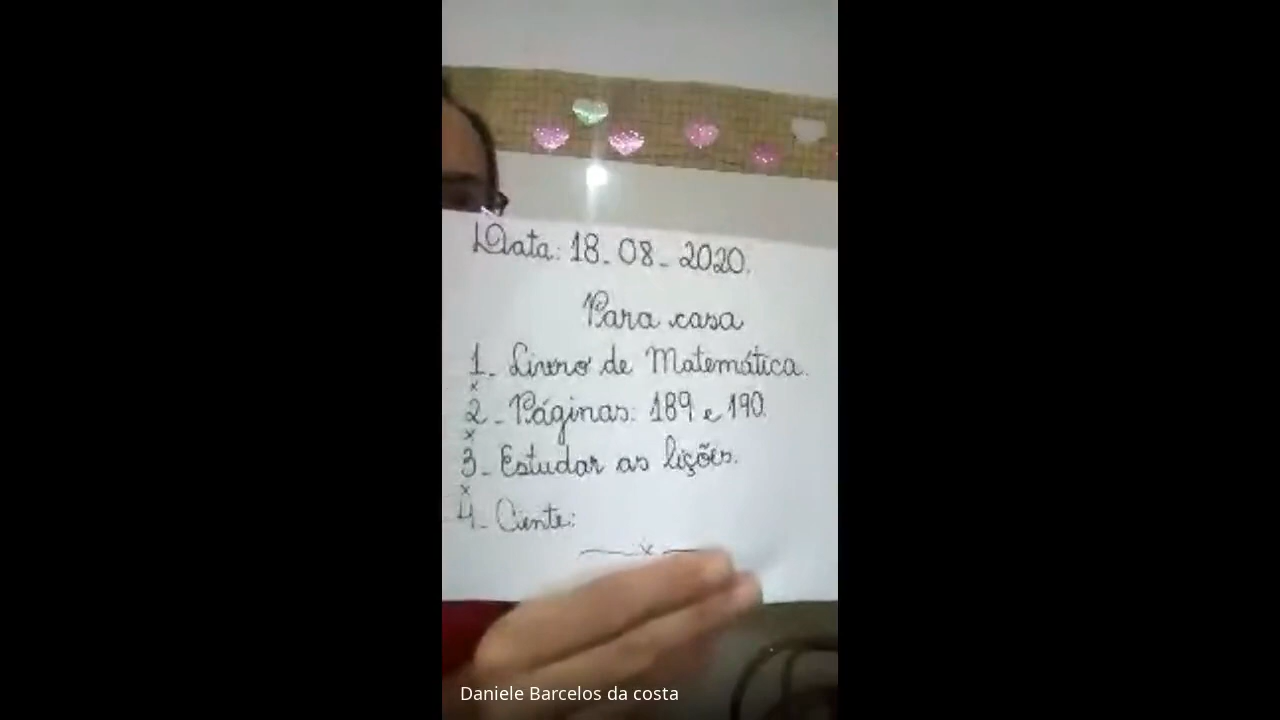 Data: 18-08-2020.
Para casa
1- Livro de Matemática.
x
2- Páginas: 189 e 190.
x
3- Estudar as lições.
x
4- Ciente:
x
Daniele Barcelos da costa